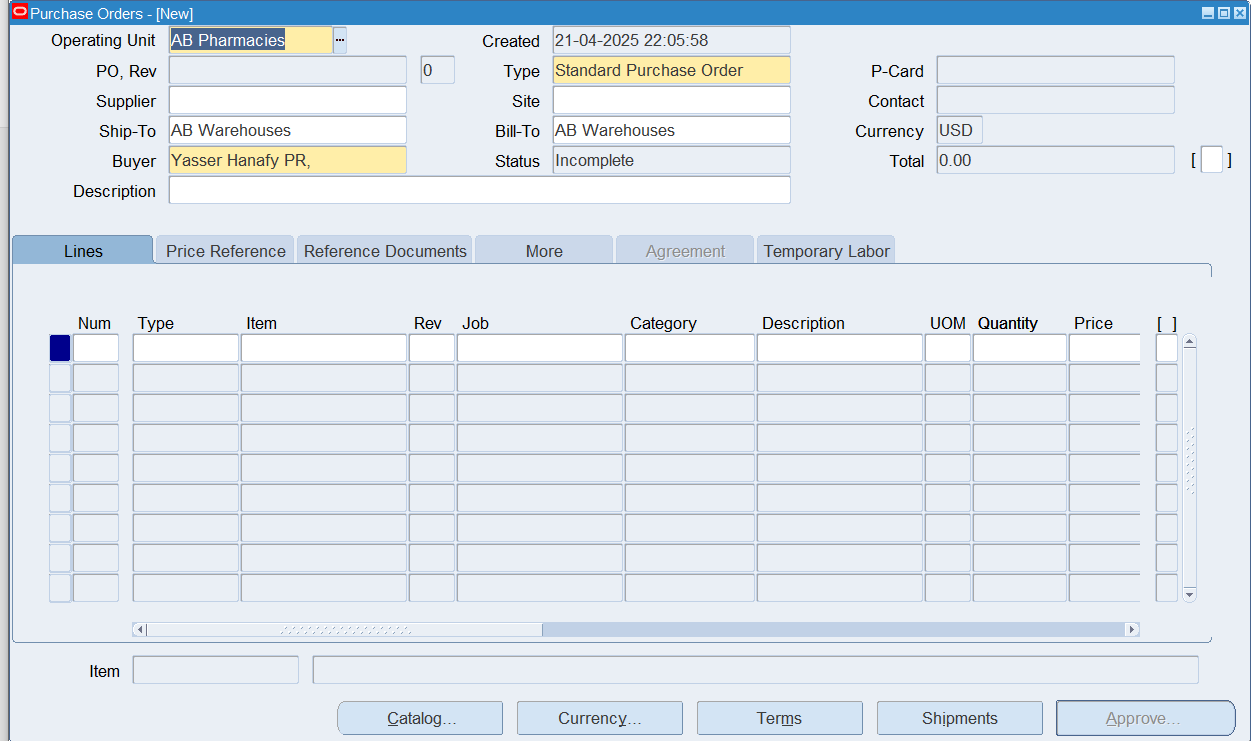 Purchase Orders - [New]
Operating Unit AB Pharmacies ... Created 21-04-2025 22:05:58
PO, Rev 0 Type Standard Purchase Order P-Card
Supplier Site Contact
Ship-To AB Warehouses Bill-To AB Warehouses Currency USD
Buyer Yasser Hanafy PR, Status Incomplete Total 0.00 [ ]
Description
Lines Price Reference Reference Documents More Agreement Temporary Labor
Num Type Item Rev Job Category Description UOM Quantity Price [ ]
Item
Catalog... Currency... Terms Shipments Approve...